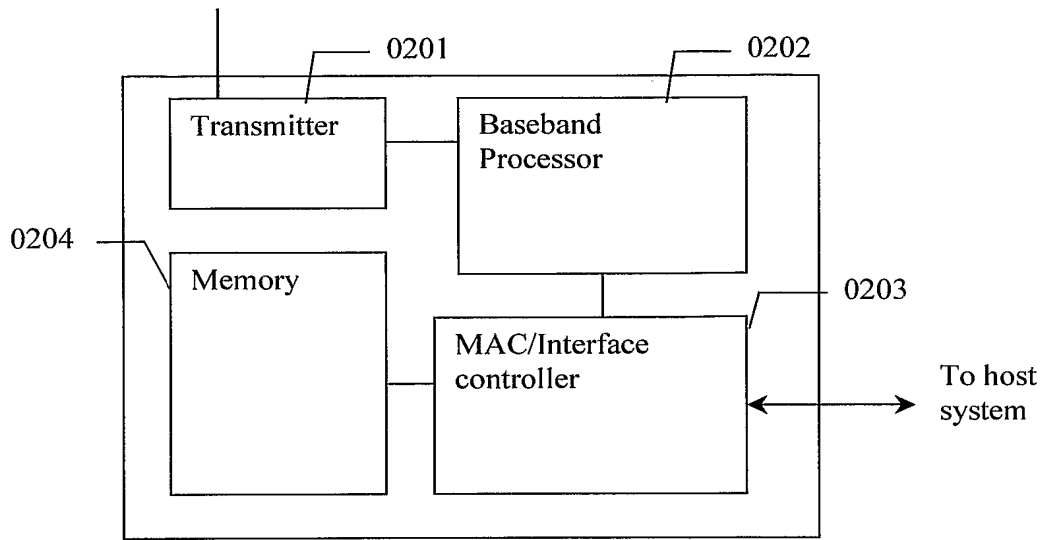 0201
0202
Transmitter
Baseband
Processor
0204
Memory
0203
MAC/Interface
controller
To host
system